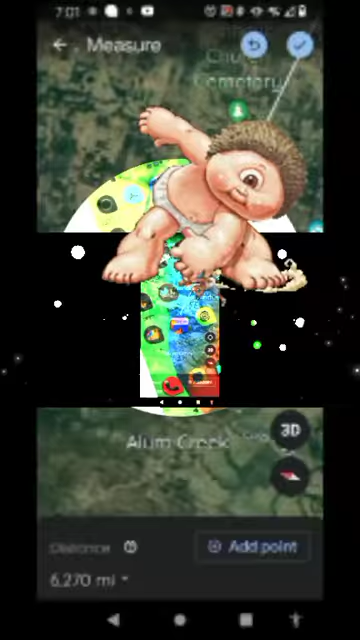 7:01
Measure
Cemetery
Alum Creek
3D
Distance
Add point
6,270 mi